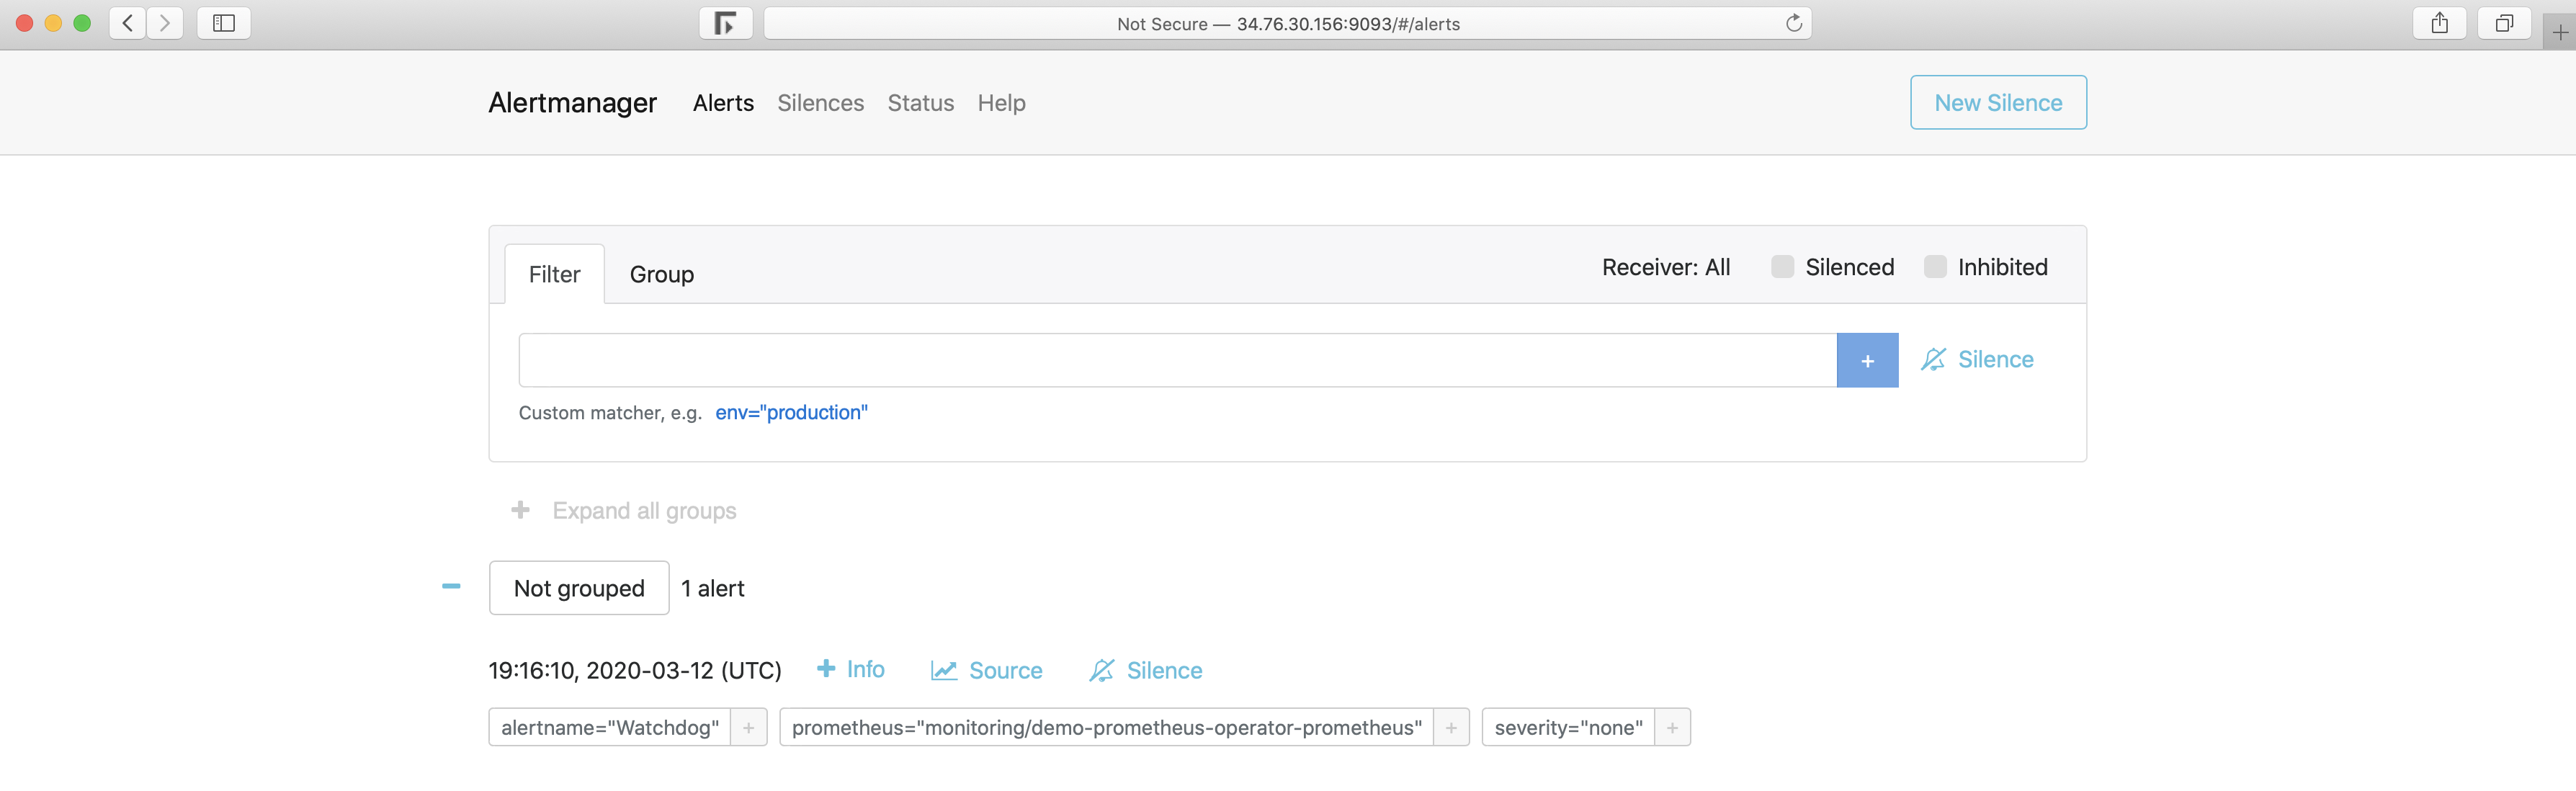 Not Secure — 34.76.30.156:9093/#/alerts
Alertmanager Alerts Silences Status Help New Silence
Filter Group Receiver: All Silenced Inhibited
+ Silence
Custom matcher, e.g. env="production"
+ Expand all groups
- Not grouped 1 alert
19:16:10, 2020-03-12 (UTC) + Info Source Silence
alertname="Watchdog" + prometheus="monitoring/demo-prometheus-operator-prometheus" + severity="none" +